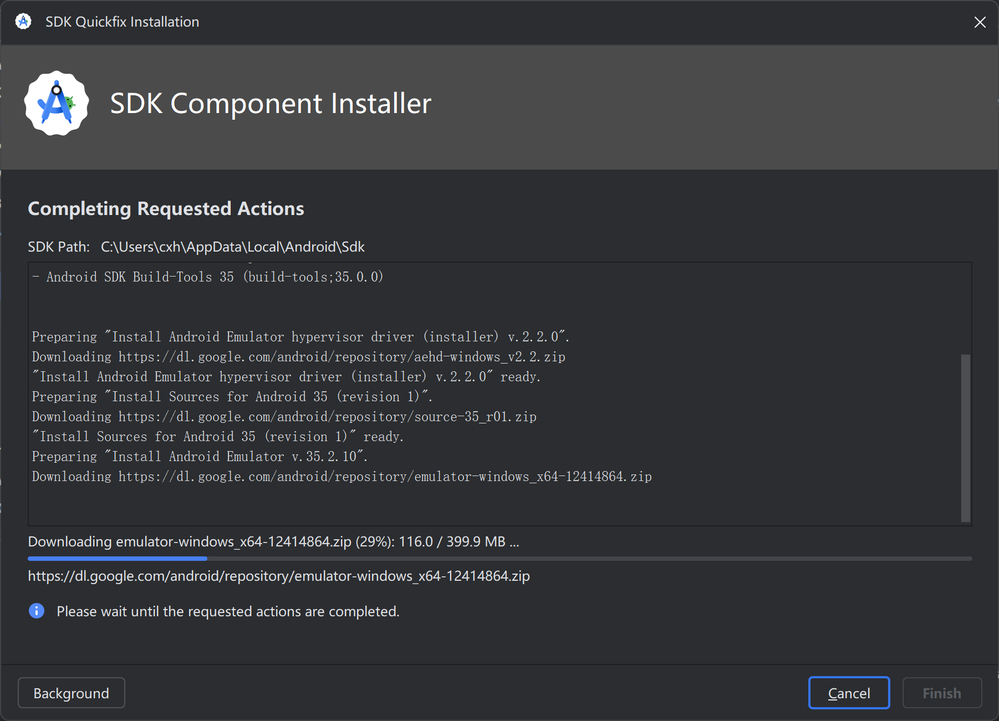 SDK Quickfix Installation
SDK Component Installer
Completing Requested Actions
SDK Path: C:\Users\cxh\AppData\Local\Android\Sdk
- Android SDK Build-Tools 35 (build-tools;35.0.0)
Preparing "Install Android Emulator hypervisor driver (installer) v.2.2.0".
Downloading https://dl.google.com/android/repository/aehd-windows_v2.2.zip
"Install Android Emulator hypervisor driver (installer) v.2.2.0" ready.
Preparing "Install Sources for Android 35 (revision 1)".
Downloading https://dl.google.com/android/repository/source-35_r01.zip
"Install Sources for Android 35 (revision 1)" ready.
Preparing "Install Android Emulator v.35.2.10".
Downloading https://dl.google.com/android/repository/emulator-windows_x64-12414864.zip
Downloading emulator-windows_x64-12414864.zip (29%): 116.0 / 399.9 MB ...
https://dl.google.com/android/repository/emulator-windows_x64-12414864.zip
Please wait until the requested actions are completed.
Background
Cancel
Finish